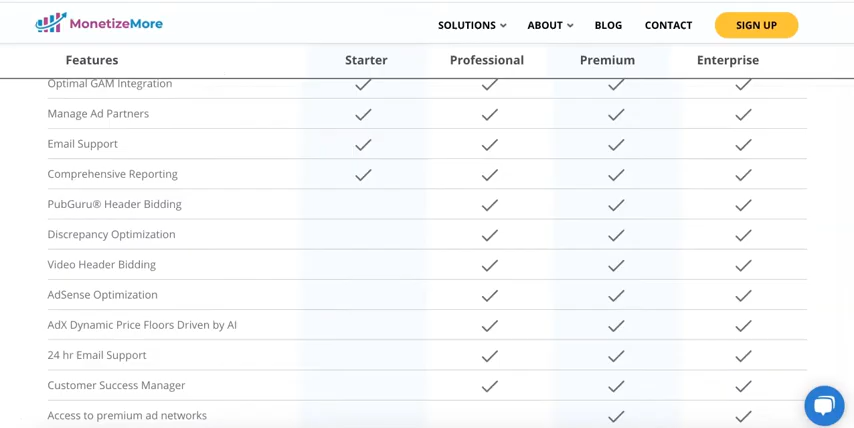 MonetizeMore
SOLUTIONS ABOUT BLOG CONTACT SIGN UP
Features Starter Professional Premium Enterprise
Optimal GAM Integration
Manage Ad Partners
Email Support
Comprehensive Reporting
PubGuru® Header Bidding
Discrepancy Optimization
Video Header Bidding
AdSense Optimization
AdX Dynamic Price Floors Driven by AI
24 hr Email Support
Customer Success Manager
Access to premium ad networks